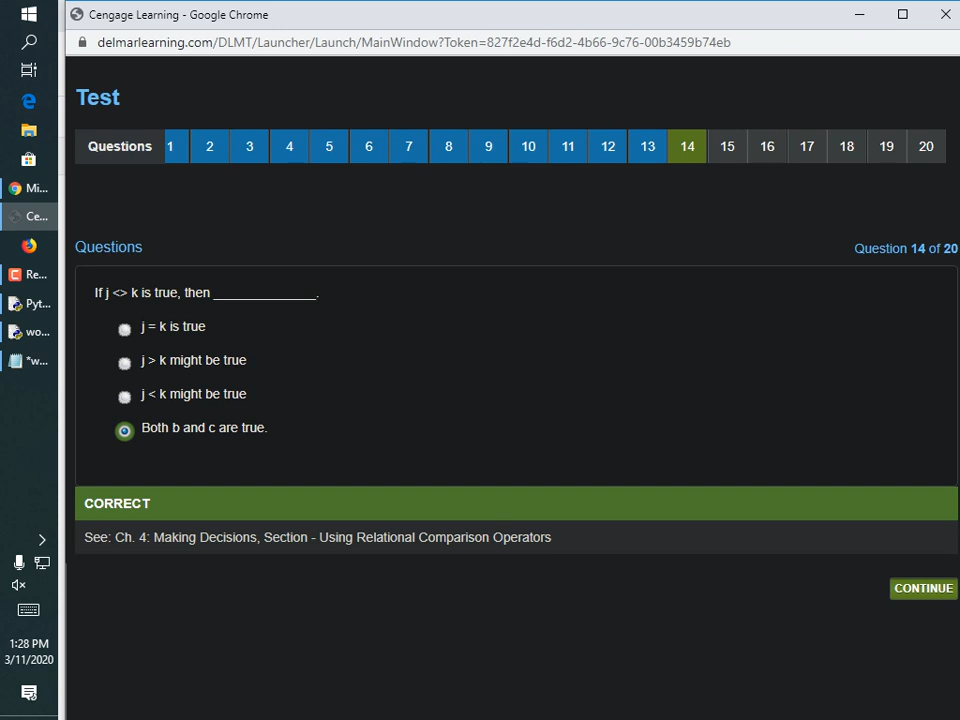 Cengage Learning - Google Chrome
delmarlearning.com/DLMT/Launcher/Launch/MainWindow?Token=827f2e4d-f6d2-4b66-9c76-00b3459b74eb
Test
Questions 1 2 3 4 5 6 7 8 9 10 11 12 13 14 15 16 17 18 19 20
Mi...
Ce...
Re...
Pyt...
wo...
*w...
Questions
Question 14 of 20
If j <> k is true, then ______________.
j = k is true
j > k might be true
j < k might be true
Both b and c are true.
CORRECT
See: Ch. 4: Making Decisions, Section - Using Relational Comparison Operators
CONTINUE
1:28 PM
3/11/2020